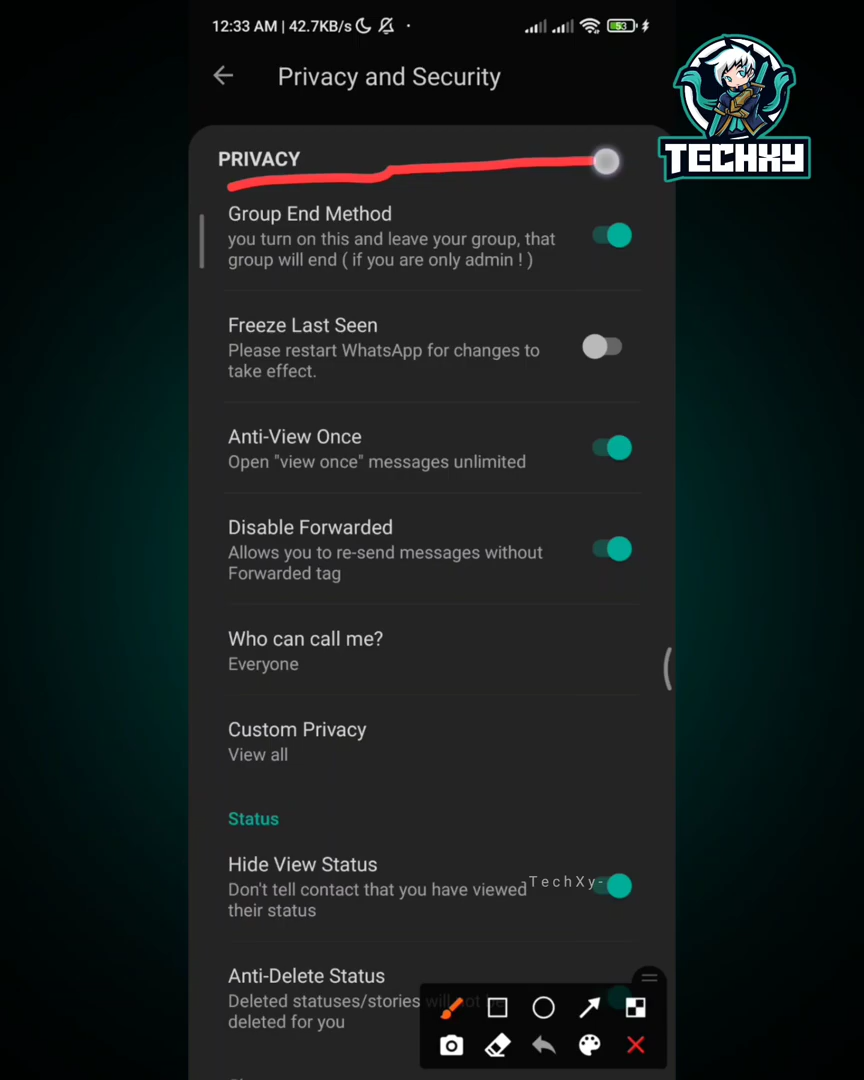 12:33 AM | 42.7KB/s
53
Privacy and Security
TECHXY
PRIVACY
Group End Method
you turn on this and leave your group, that
group will end ( if you are only admin ! )
Freeze Last Seen
Please restart WhatsApp for changes to
take effect.
Anti-View Once
Open "view once" messages unlimited
Disable Forwarded
Allows you to re-send messages without
Forwarded tag
Who can call me?
Everyone
Custom Privacy
View all
Status
Hide View Status
Don't tell contact that you have viewed
their status
-TechXy-
Anti-Delete Status
Deleted statuses/stories will not be
deleted for you